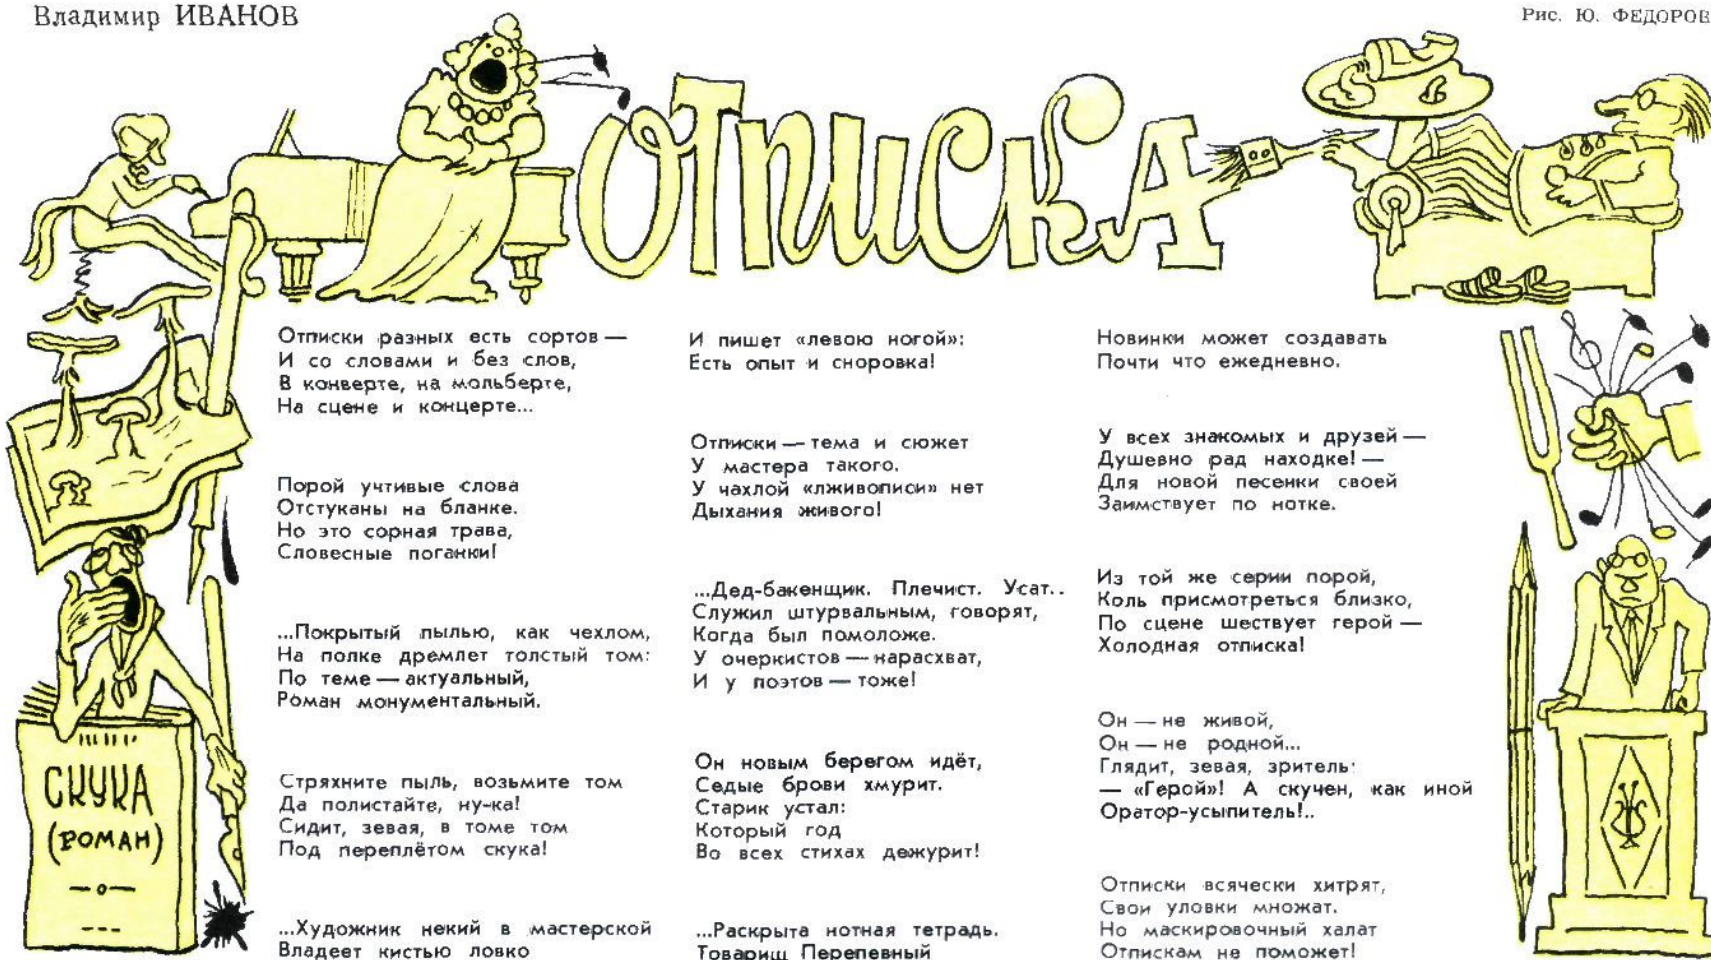 Владимир ИВАНОВ
Рис. Ю. ФЕДОРОВ
ОТПИСКА
Отписки разных есть сортов —
И со словами и без слов,
В конверте, на мольберте,
На сцене и концерте...
Порой учтивые слова
Отстуканы на бланке.
Но это сорная трава,
Словесные поганки!
...Покрытый пылью, как чехлом,
На полке дремлет толстый том:
По теме — актуальный,
Роман монументальный.
Стряхните пыль, возьмите том
Да полистайте, ну-ка!
Сидит, зевая, в томе том
Под переплётом скука!
...Художник некий в мастерской
Владеет кистью ловко
И пишет «левою ногой»:
Есть опыт и сноровка!
Отписки — тема и сюжет
У мастера такого.
У чахлой «лживописи» нет
Дыхания живого!
...Дед-бакенщик. Плечист. Усат..
Служил штурвальным, говорят,
Когда был помоложе.
У очеркистов — нарасхват,
И у поэтов — тоже!
Он новым берегом идёт,
Седые брови хмурит.
Старик устал:
Который год
Во всех стихах дежурит!
...Раскрыта нотная тетрадь.
Товарищ Перепевный
Новинки может создавать
Почти что ежедневно.
У всех знакомых и друзей —
Душевно рад находке! —
Для новой песенки своей
Заимствует по нотке.
Из той же серии порой,
Коль присмотреться близко,
По сцене шествует герой —
Холодная отписка!
Он — не живой,
Он — не родной...
Глядит, зевая, зритель:
— «Герой»! А скучен, как иной
Оратор-усыпитель!..
Отписки всячески хитрят,
Свои уловки множат.
Но маскировочный халат
Отпискам не поможет!
СКУКА
(РОМАН)